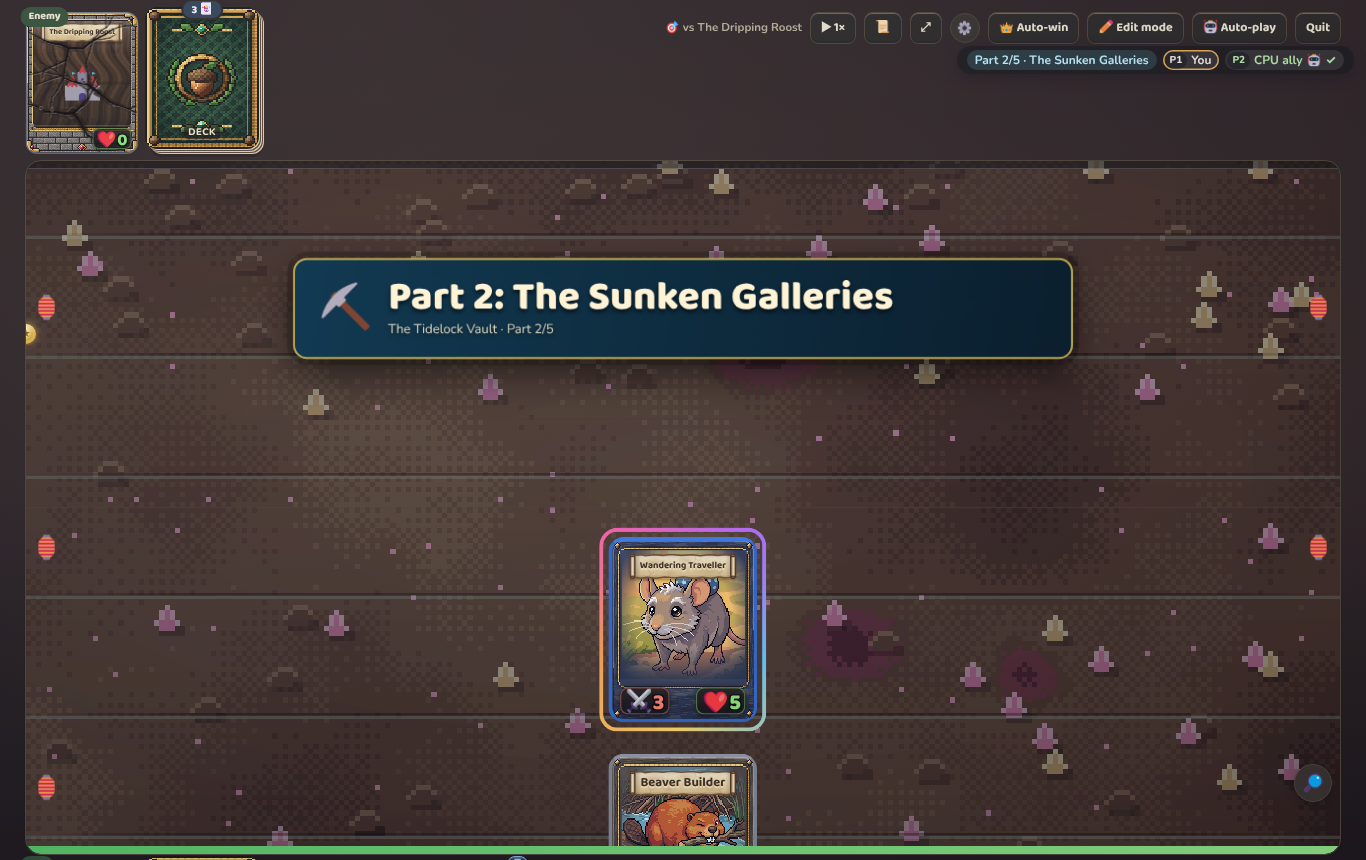 Enemy
The Dripping Roost
0
3
DECK
vs The Dripping Roost
1×
Auto-win
Edit mode
Auto-play
Quit
Part 2/5 · The Sunken Galleries
P1 You
P2 CPU ally
Part 2: The Sunken Galleries
The Tidelock Vault · Part 2/5
Wandering Traveller
3
5
Beaver Builder